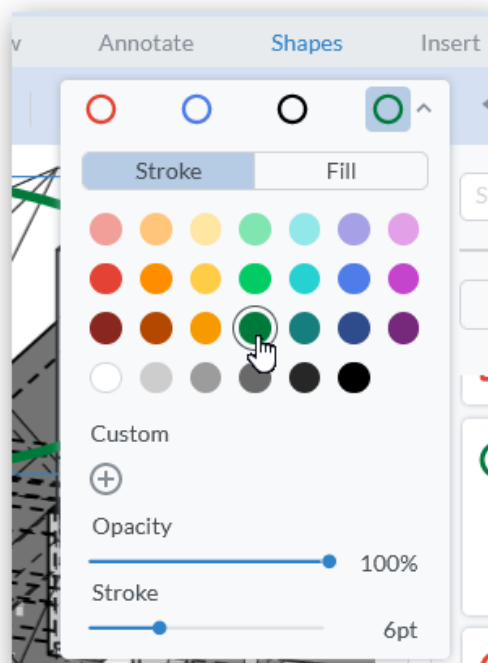 Annotate Shapes Insert
Stroke Fill
Custom
Opacity
100%
Stroke
6pt